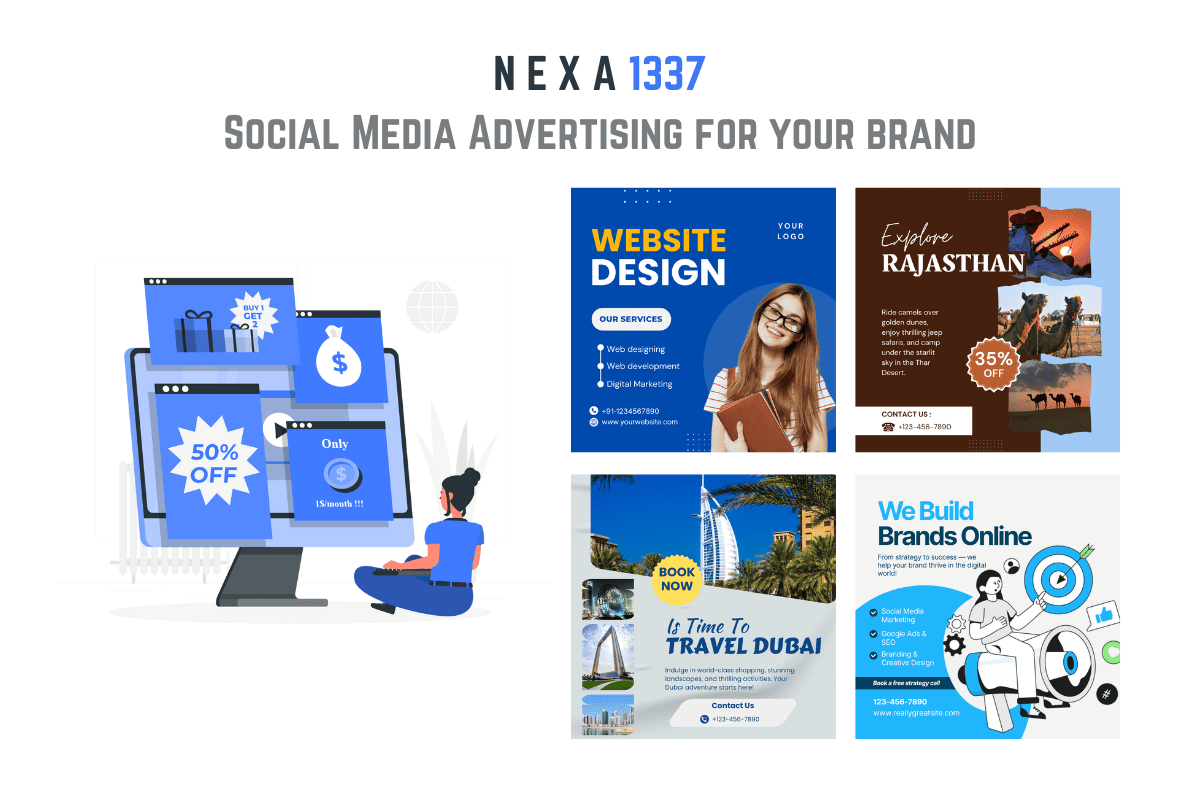 NEXA 1337
Social Media Advertising for your brand
BUY 1
GET
2
$
50%
OFF
Only
$
1$/month !!!
YOUR
LOGO
WEBSITE
DESIGN
OUR SERVICES
Web designing
Web development
Digital Marketing
+91-1234567890
www.yourwebsite.com
Explore
RAJASTHAN
Ride camels over
golden dunes,
enjoy thrilling jeep
safaris, and camp
under the starlit
sky in the Thar
Desert.
35%
OFF
CONTACT US :
+123-456-7890
BOOK
NOW
Is Time To
TRAVEL DUBAI
Indulge in world-class shopping, stunning
landscapes, and thrilling activities. Your
Dubai adventure starts here!
Contact Us
+123-456-7890
We Build
Brands Online
From strategy to success — we
help your brand thrive in the digital
world!
Social Media
Marketing
Google Ads &
SEO
Branding &
Creative Design
Book a free strategy call
123-456-7890
www.reallygreatsite.com
#